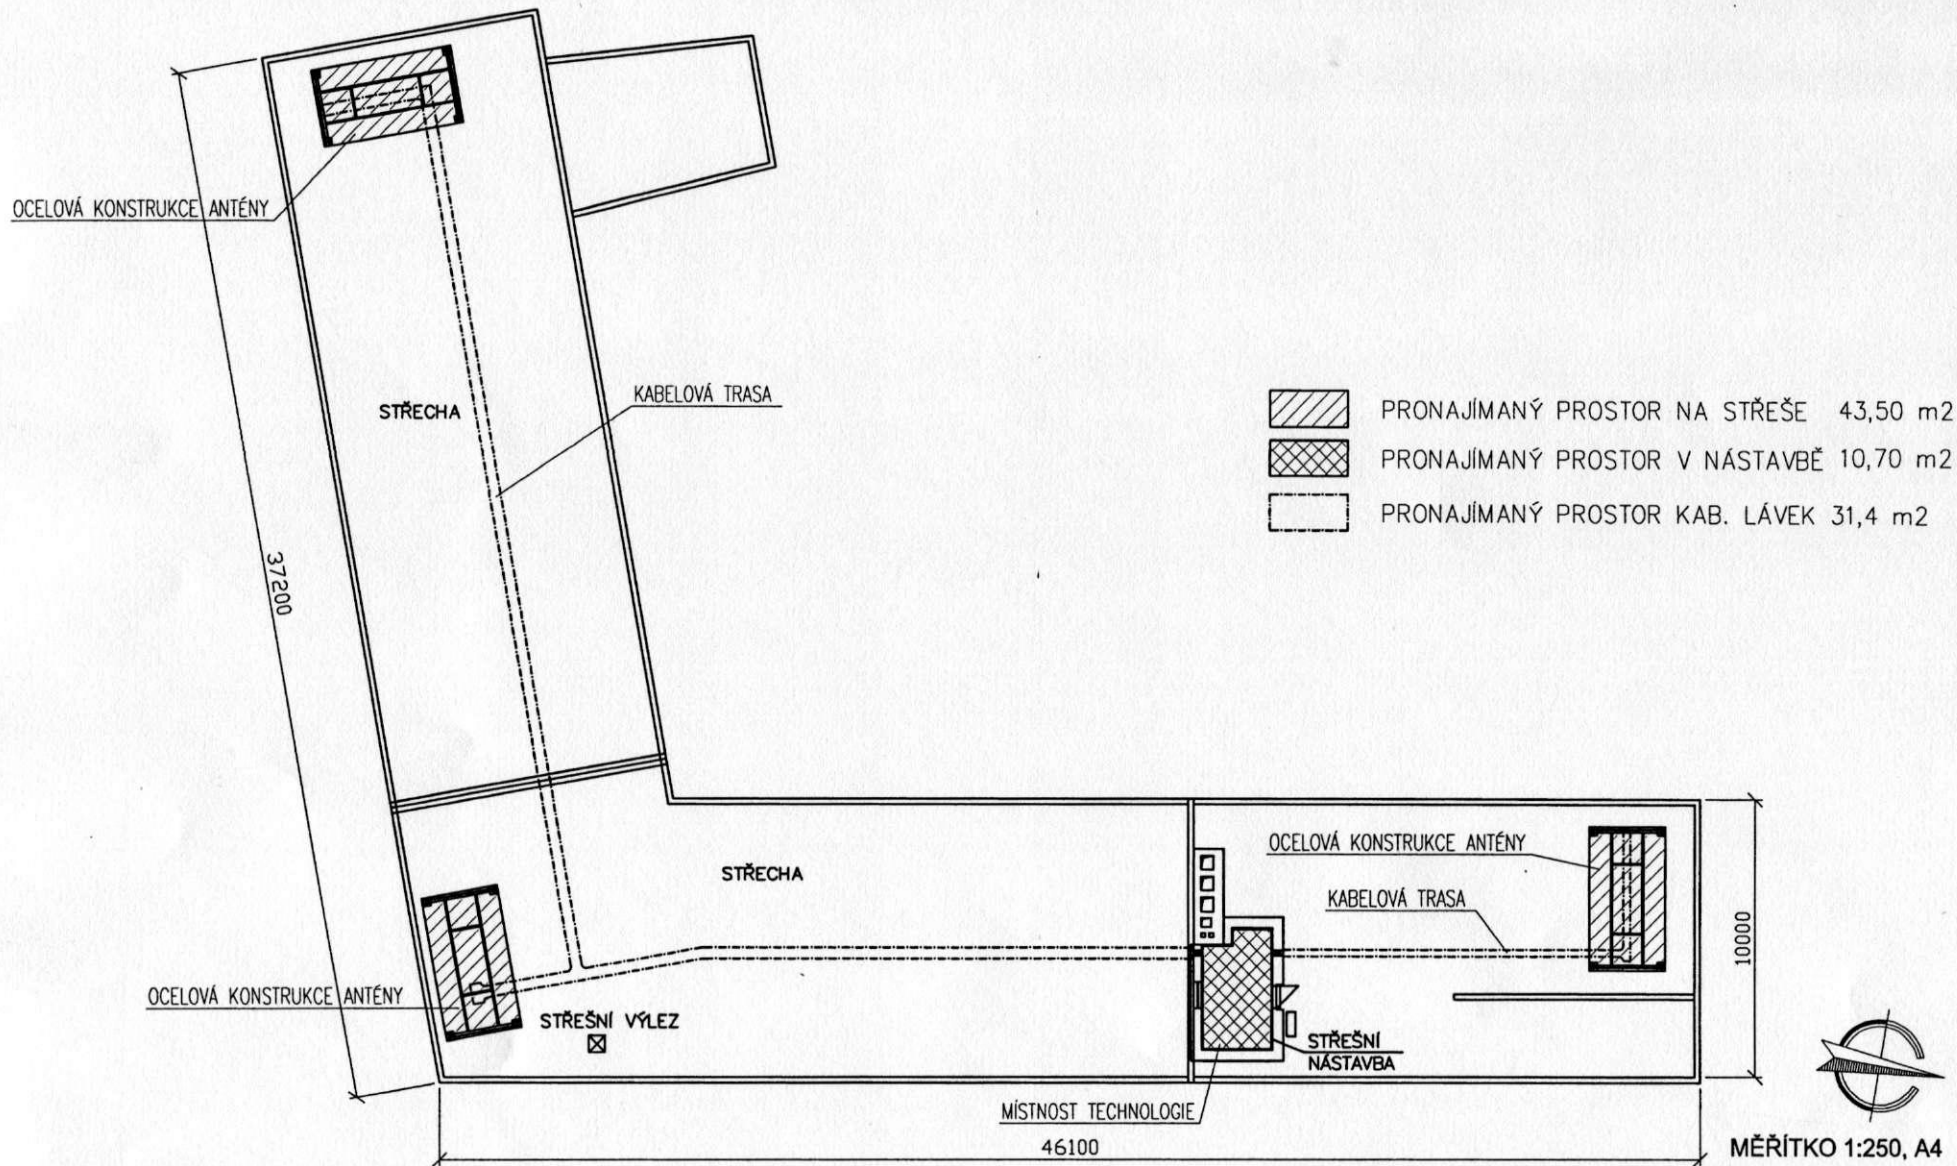 OCELOVÁ KONSTRUKCE ANTÉNY
STŘECHA
KABELOVÁ TRASA
37200
PRONAJÍMANÝ PROSTOR NA STŘEŠE 43,50 m2
PRONAJÍMANÝ PROSTOR V NÁSTAVBĚ 10,70 m2
PRONAJÍMANÝ PROSTOR KAB. LÁVEK 31,4 m2
STŘECHA
OCELOVÁ KONSTRUKCE ANTÉNY
KABELOVÁ TRASA
10000
OCELOVÁ KONSTRUKCE ANTÉNY
STŘEŠNÍ VÝLEZ
STŘEŠNÍ
NÁSTAVBA
MÍSTNOST TECHNOLOGIE
46100
MĚŘÍTKO 1:250, A4